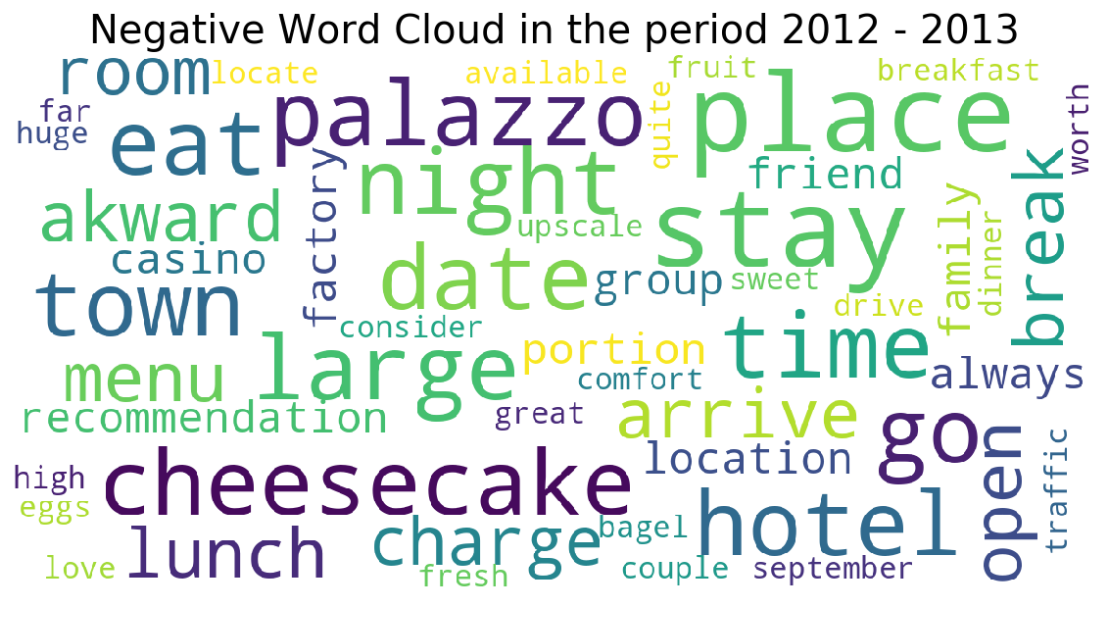 Negative Word Cloud in the period 2012 - 2013
room
locate
available
fruit
breakfast
far
huge
eat
palazzo
quite
place
worth
factory
night
friend
break
akward
upscale
stay
family
dinner
casino
date
group
sweet
town
consider
drive
large
portion
time
menu
comfort
always
recommendation
great
arrive
go
location
open
traffic
high
eggs
cheesecake
hotel
lunch
charge
bagel
love
fresh
couple
september